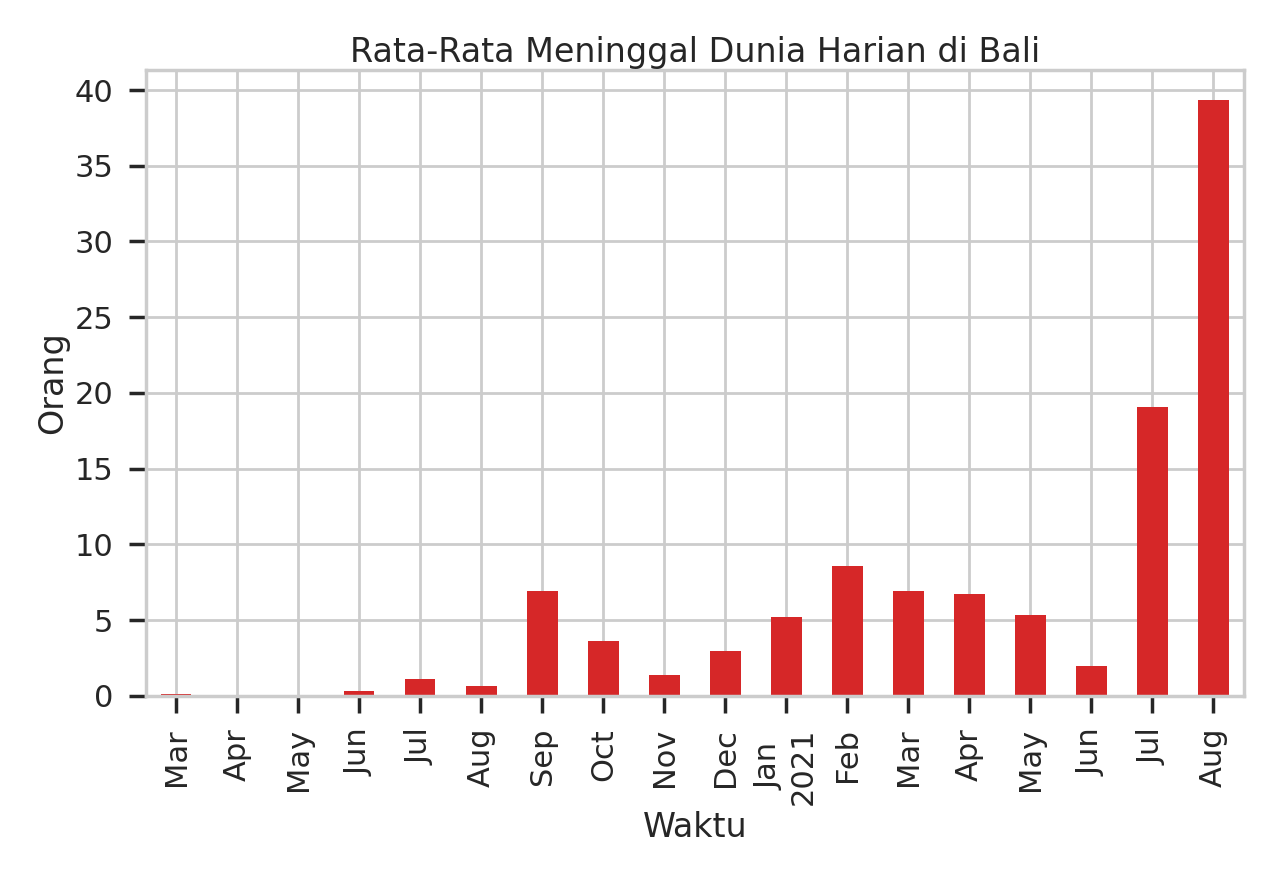 Rata-Rata Meninggal Dunia Harian di Bali
40
35
30
25
20
15
10
5
0
Orang
Mar
Apr
May
Jun
Jul
Aug
Sep
Oct
Nov
Dec
Jan
2021
Feb
Mar
Apr
May
Jun
Jul
Aug
Waktu